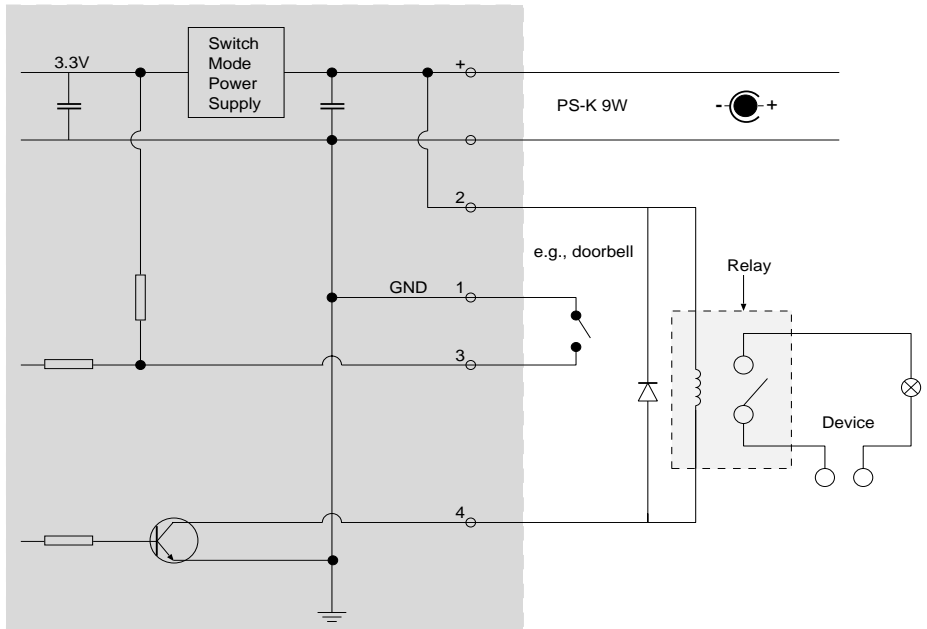 3.3V
Switch
Mode
Power
Supply
+
PS-K 9W
- +
2
e.g., doorbell
Relay
GND 1
3
Device
4